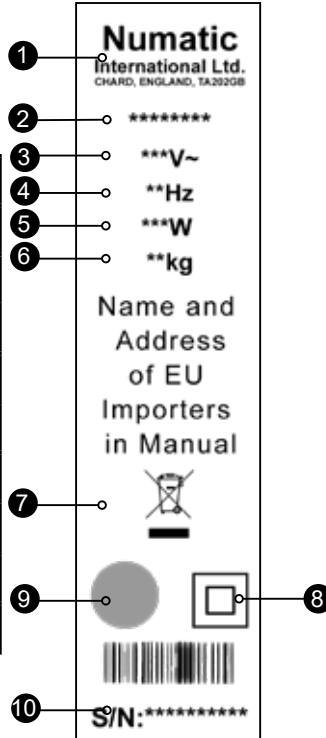 1 Numatic
International Ltd.
CHARD, ENGLAND, TA202GB
2 ********
3 ***V~
4 **Hz
5 ***W
6 **kg
Name and
Address
of EU
Importers
in Manual
7
9 8
10 S/N:**********